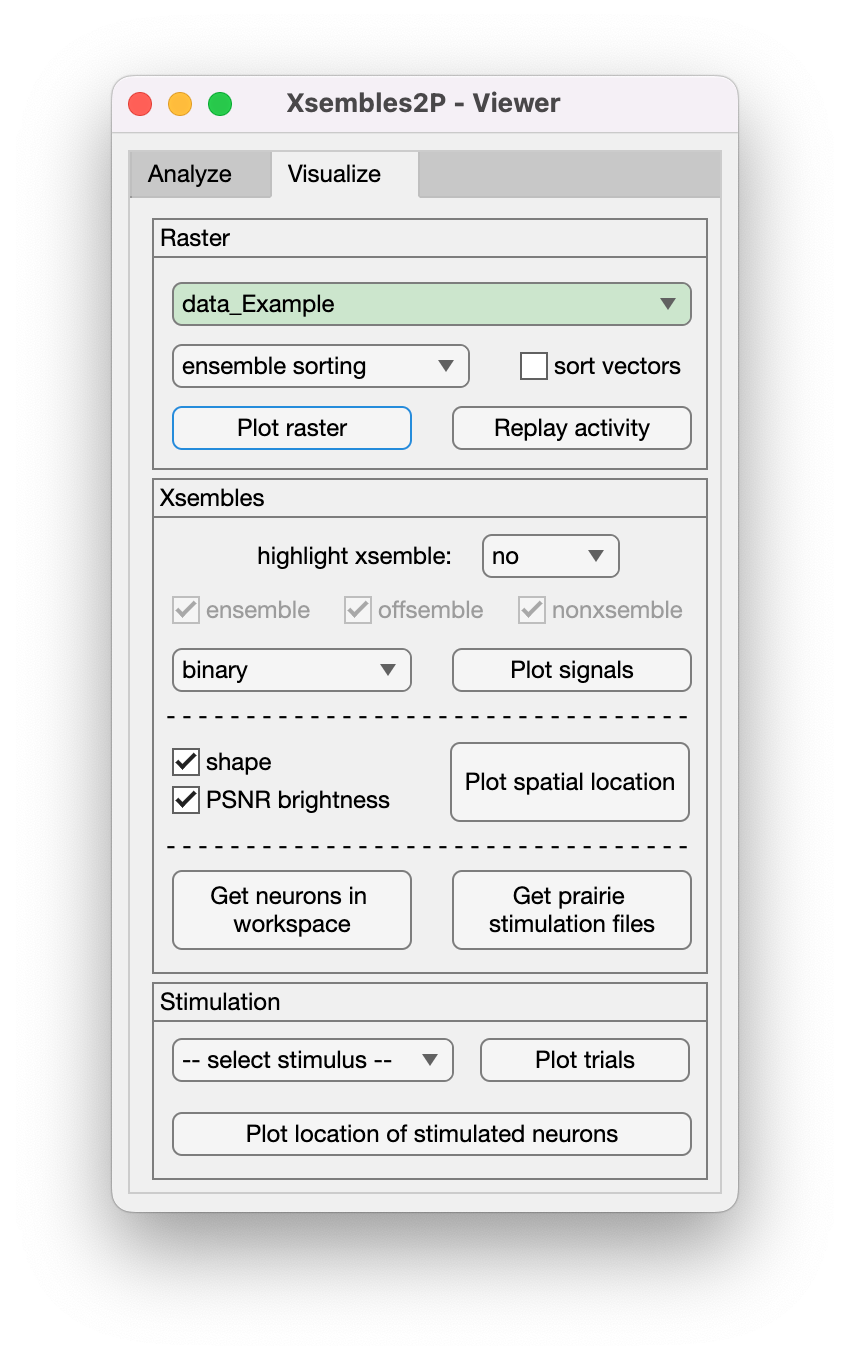 Xsembles2P - Viewer
Analyze Visualize
Raster
data_Example
ensemble sorting sort vectors
Plot raster Replay activity
Xsembles
highlight xsemble: no
ensemble offsemble nonxsemble
binary Plot signals
- - - - - - - - - - - - - - - - - - - - - - - - - - - - - - - - -
shape
Plot spatial location
PSNR brightness
- - - - - - - - - - - - - - - - - - - - - - - - - - - - - - - - -
Get neurons in
workspace
Get prairie
stimulation files
Stimulation
-- select stimulus -- Plot trials
Plot location of stimulated neurons